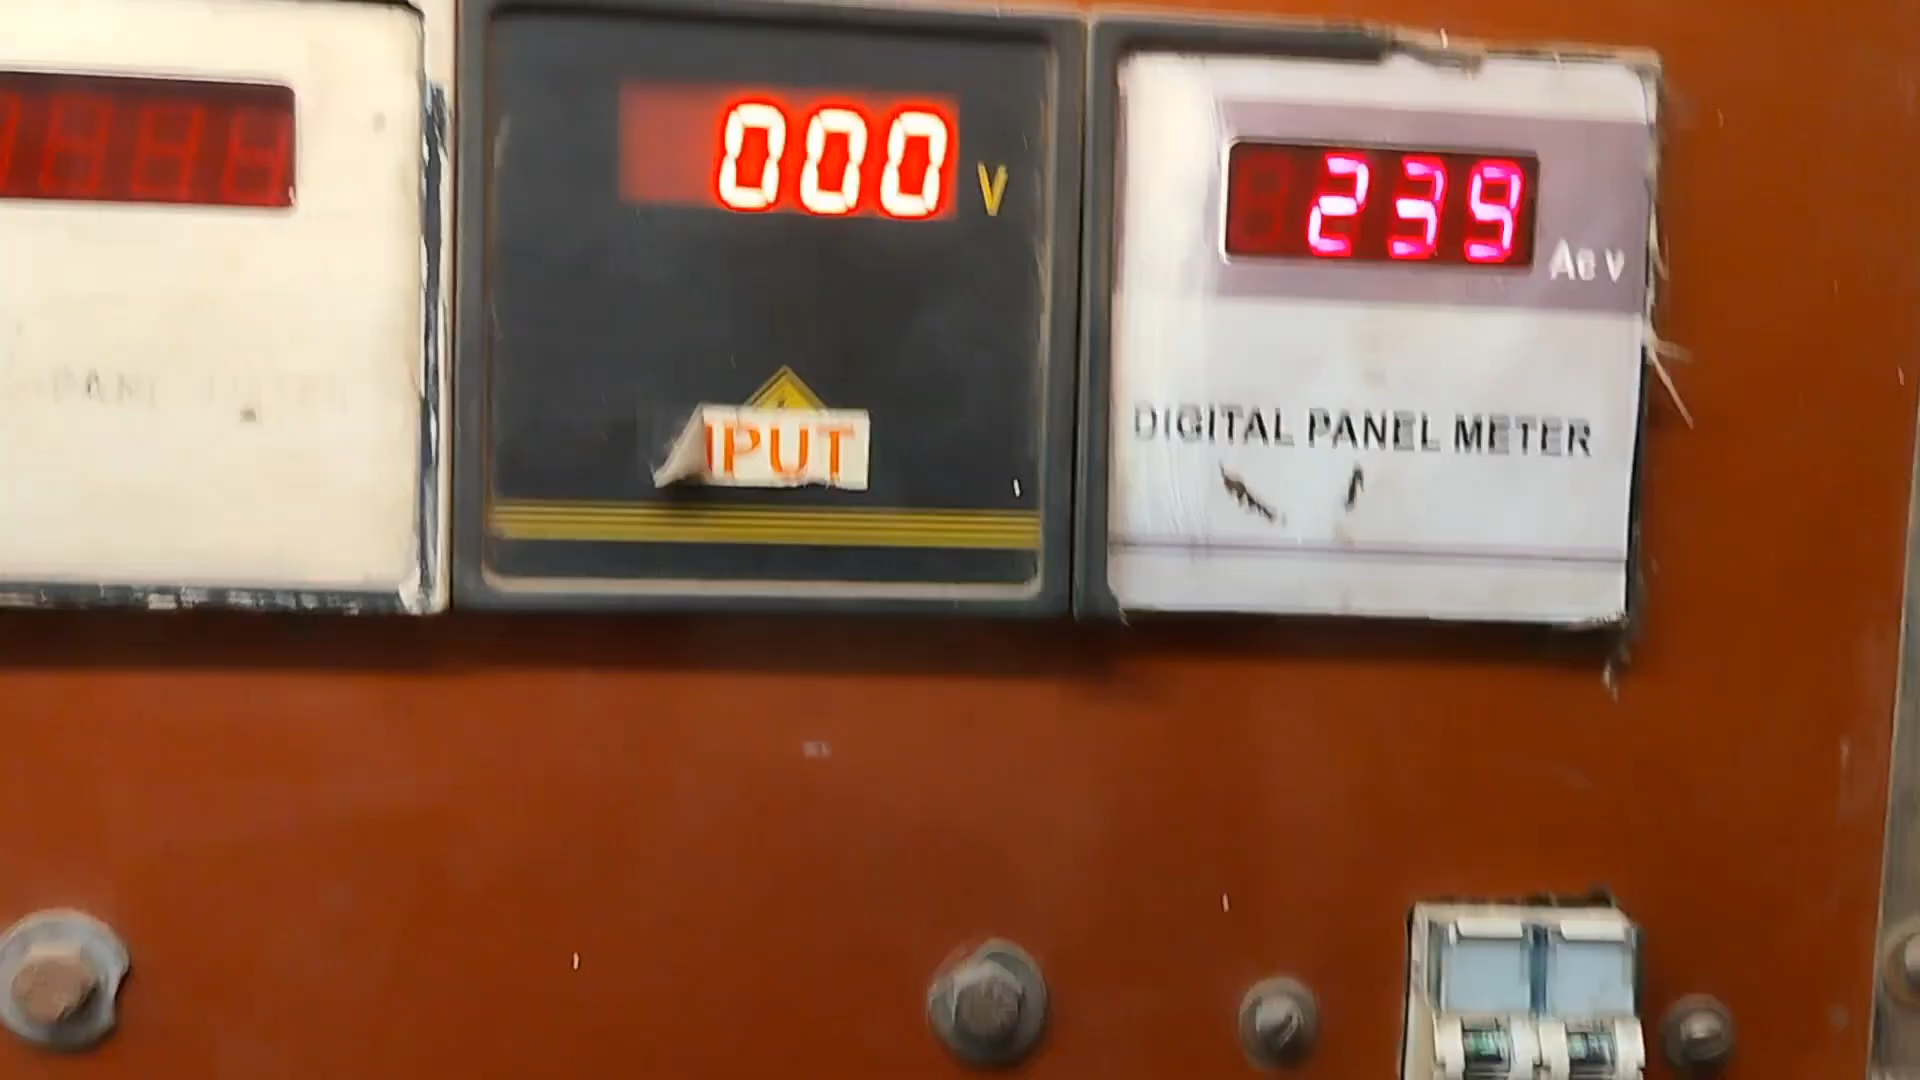 000 V
239 Ac V
IPUT
DIGITAL PANEL METER